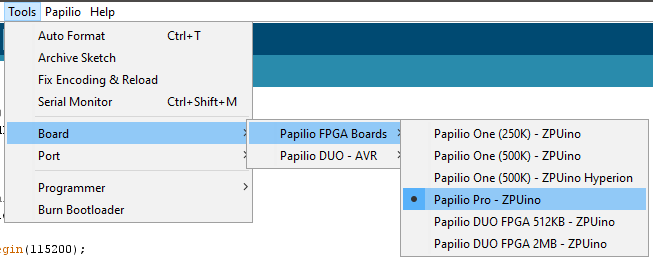 Tools Papilio Help
Auto Format Ctrl+T
Archive Sketch
Fix Encoding & Reload
Serial Monitor Ctrl+Shift+M
Board
Port
Programmer
Burn Bootloader
Papilio FPGA Boards
Papilio DUO - AVR
Papilio One (250K) - ZPUino
Papilio One (500K) - ZPUino
Papilio One (500K) - ZPUino Hyperion
Papilio Pro - ZPUino
Papilio DUO FPGA 512KB - ZPUino
Papilio DUO FPGA 2MB - ZPUino
gin(115200);